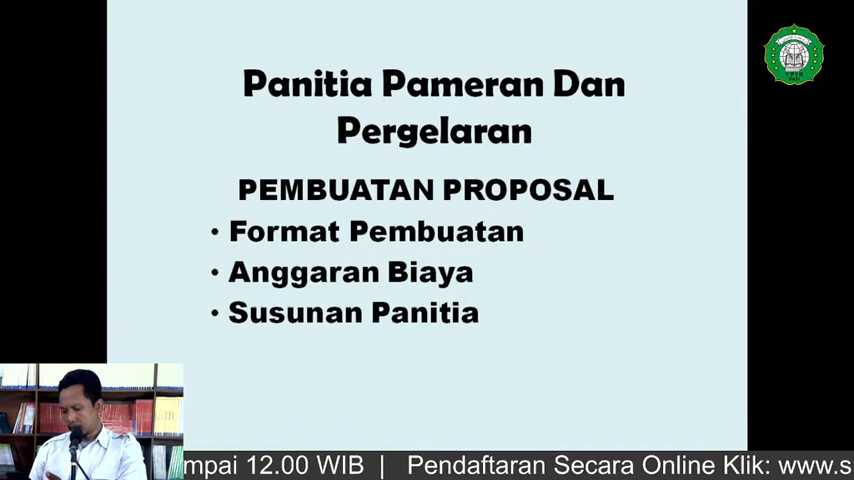 Panitia Pameran Dan
Pergelaran
PEMBUATAN PROPOSAL
• Format Pembuatan
• Anggaran Biaya
• Susunan Panitia
mpai 12.00 WIB | Pendaftaran Secara Online Klik: www.s